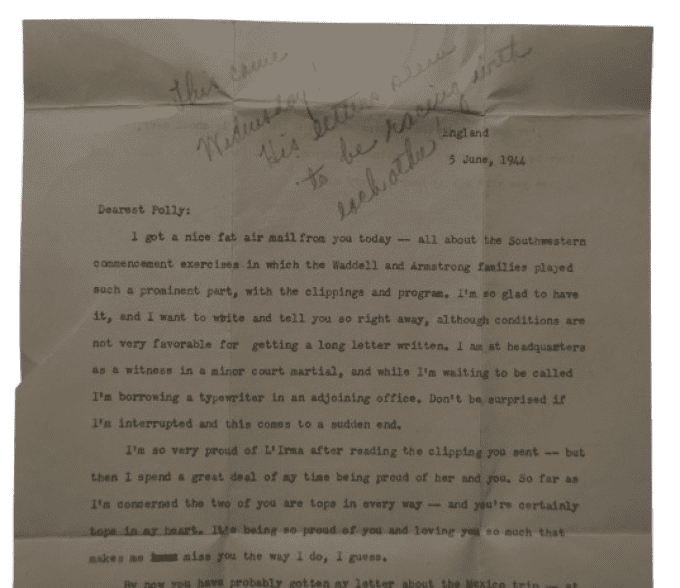 This came
Wednesday!
His letters seem
to be racing with
each other!
England
5 June, 1944
Dearest Polly:
I got a nice fat air mail from you today -- all about the Southwestern
commencement exercises in which the Waddell and Armstrong families played
such a prominent part, with the clippings and program. I'm so glad to have
it, and I want to white and tell you so right away, although conditions are
not very favorable for getting a long letter written. I am at headquarters
as a witness in a minor court martial, and while I'm waiting to be called
I'm borrowing a typewriter in an adjoining office. Don't be surprised if
I'm interrupted and this comes to a sudden end.
I'm so very proud of L'Irma after reading the clipping you sent -- but
then I spend a great deal of my time being proud of her and you. So far as
I'm concerned the two of you are tops in every way -- and you're certainly
tops in my heart. It's being so proud of you and loving you so much that
makes me miss you the way I do, I guess.
By now you have probably gotten my letter about the Mexico trip -- at